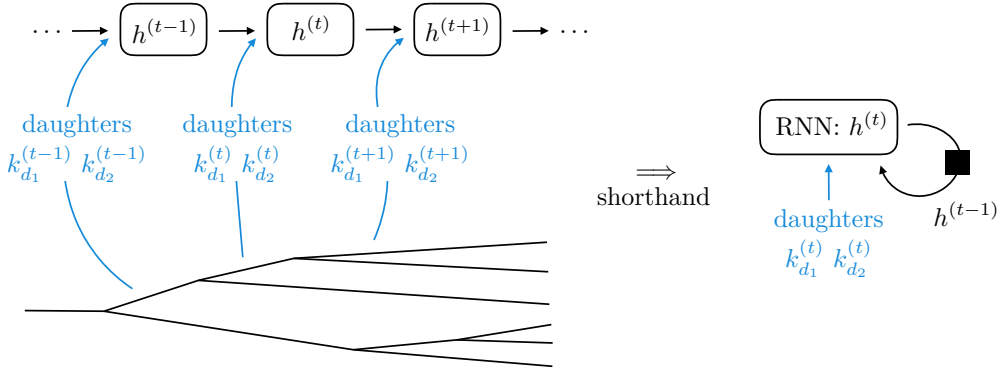 ⋯ → h^{(t-1)} → h^{(t)} → h^{(t+1)} → ⋯
daughters daughters daughters
k_{d_1}^{(t-1)} k_{d_2}^{(t-1)} k_{d_1}^{(t)} k_{d_2}^{(t)} k_{d_1}^{(t+1)} k_{d_2}^{(t+1)}
⟹
shorthand
RNN: h^{(t)}
h^{(t-1)}
daughters
k_{d_1}^{(t)} k_{d_2}^{(t)}